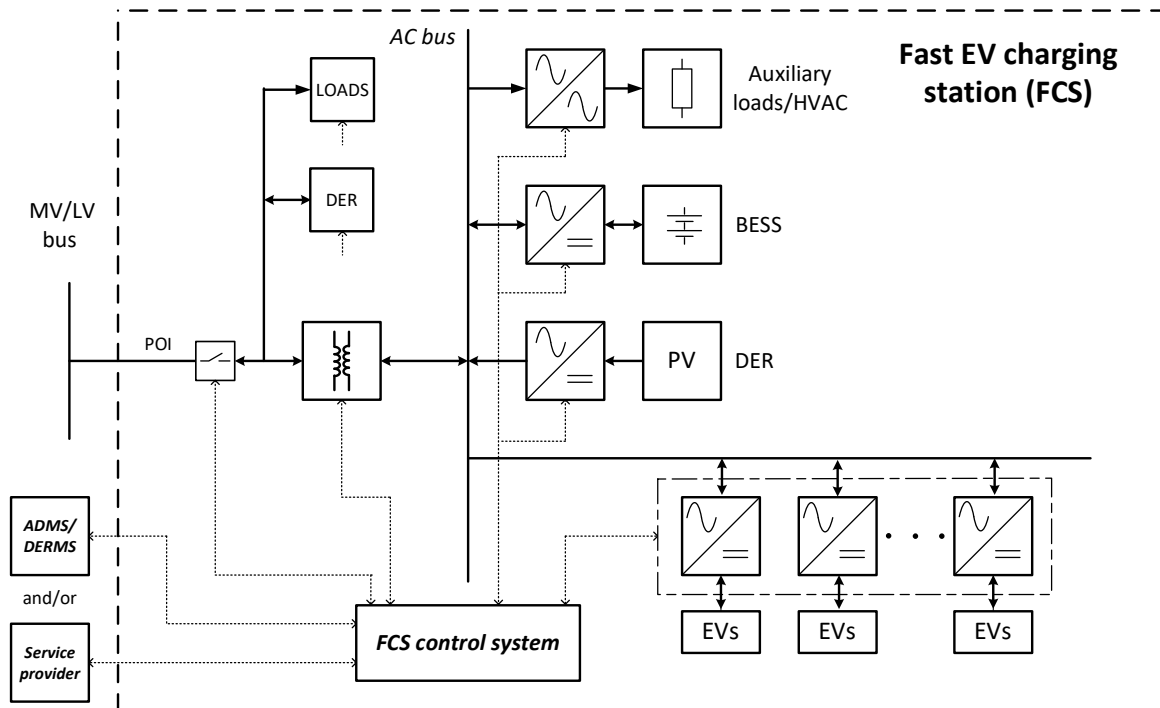 AC bus
Fast EV charging
station (FCS)
LOADS
Auxiliary
loads/HVAC
DER
MV/LV
bus
BESS
POI
PV
DER
ADMS/
DERMS
and/or
Service
provider
FCS control system
EVs
EVs
EVs